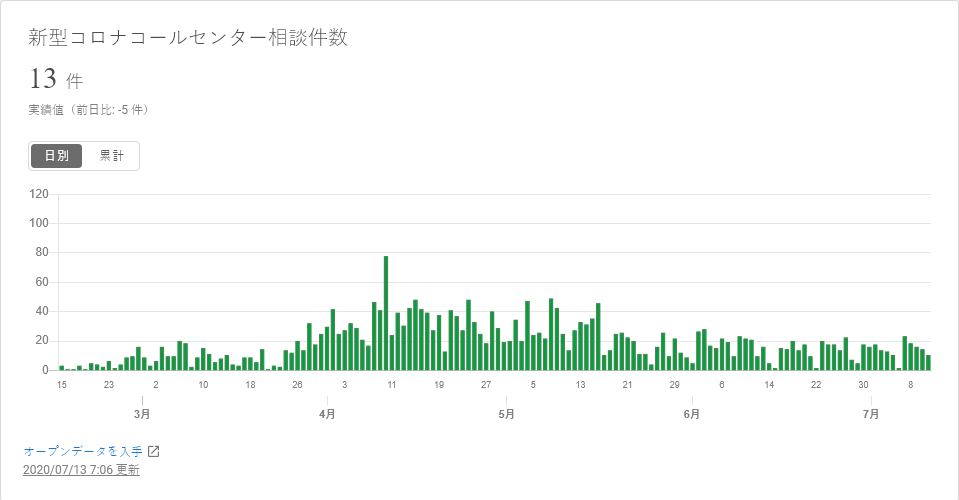 新型コロナコールセンター相談件数
13 件
実績値（前日比: -5 件）
日別 累計
120
100
80
60
40
20
0
15 23 2 10 18 26 3 11 19 27 5 13 21 29 6 14 22 30 8
3月 4月 5月 6月 7月
オープンデータを入手
2020/07/13 7:06 更新